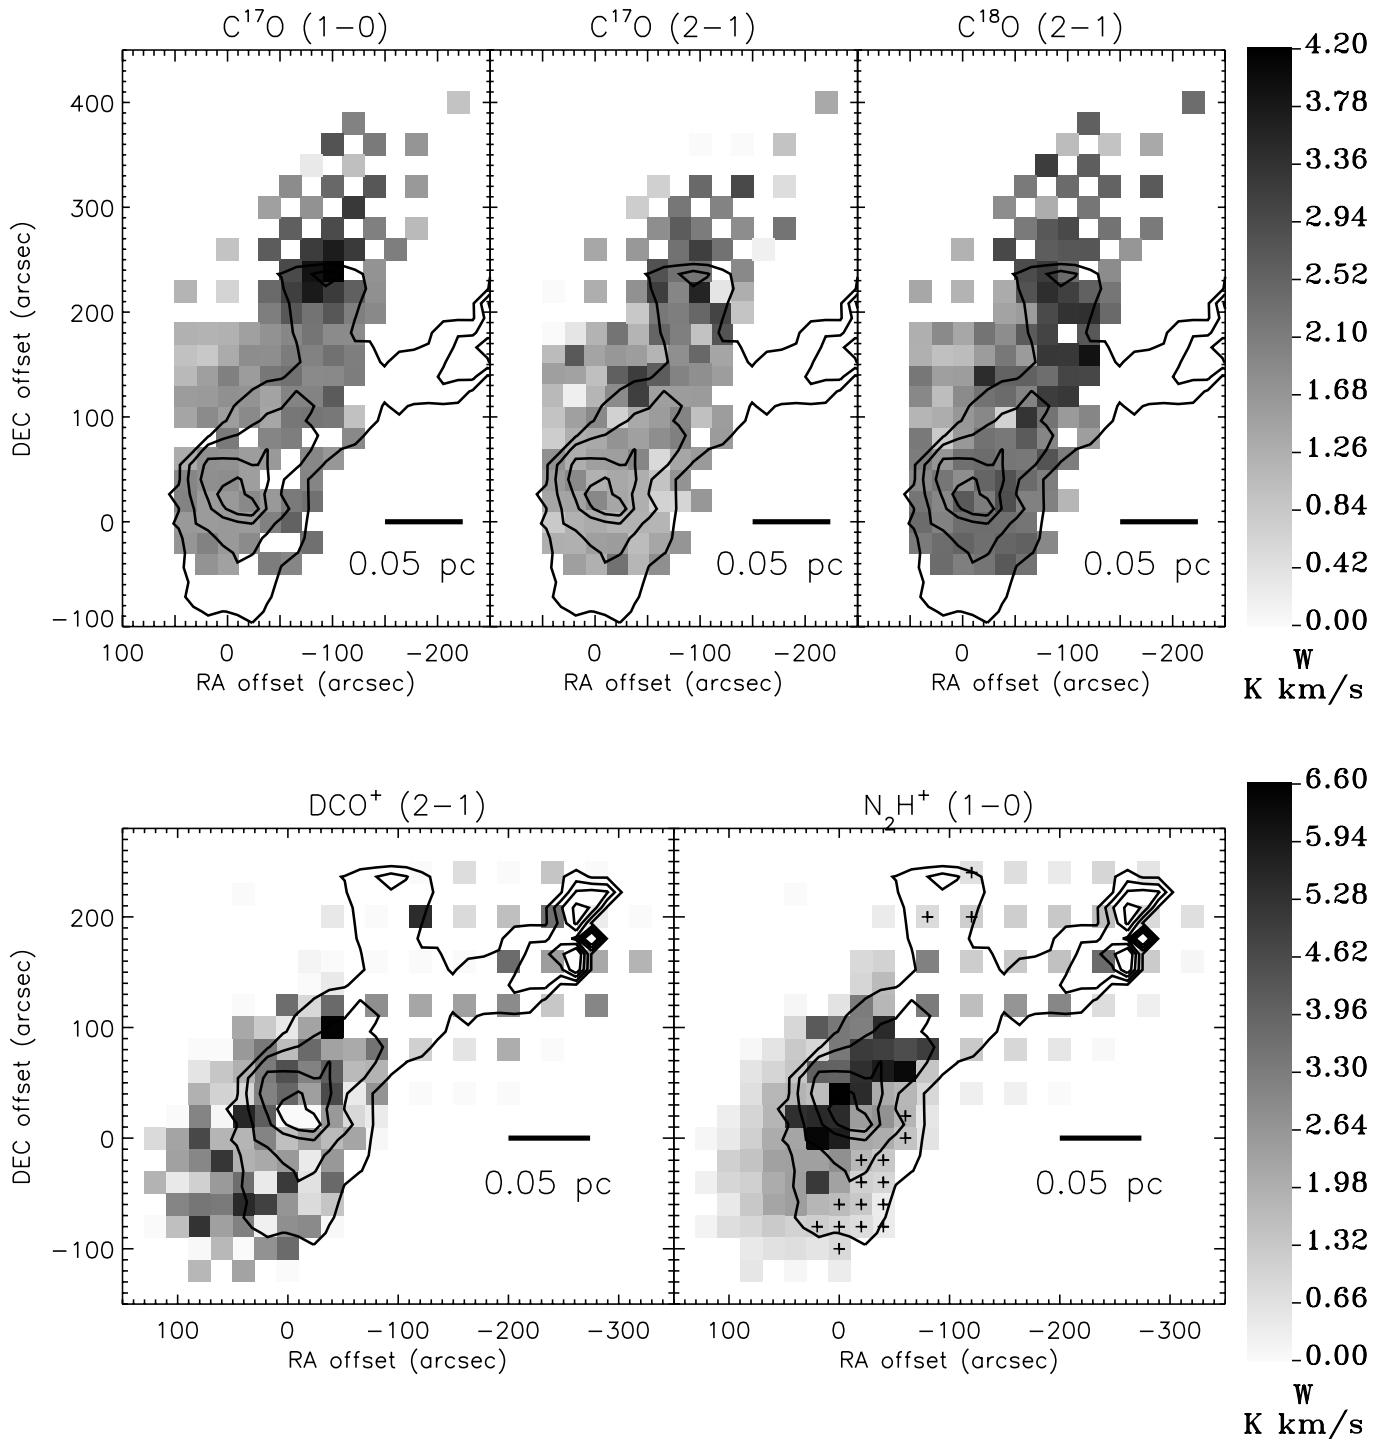 C¹⁷O (1−0) C¹⁷O (2−1) C¹⁸O (2−1)
4.20
3.78
3.36
2.94
2.52
2.10
1.68
1.26
0.84
0.42
0.00
W
K km/s
400
300
200
100
0
−100
DEC offset (arcsec)
0.05 pc 0.05 pc 0.05 pc
100 0 −100 −200 0 −100 −200 0 −100 −200
RA offset (arcsec) RA offset (arcsec) RA offset (arcsec)
DCO⁺ (2−1) N₂H⁺ (1−0)
6.60
5.94
5.28
4.62
3.96
3.30
2.64
1.98
1.32
0.66
0.00
W
K km/s
200
100
0
−100
DEC offset (arcsec)
0.05 pc 0.05 pc
100 0 −100 −200 −300 100 0 −100 −200 −300
RA offset (arcsec) RA offset (arcsec)